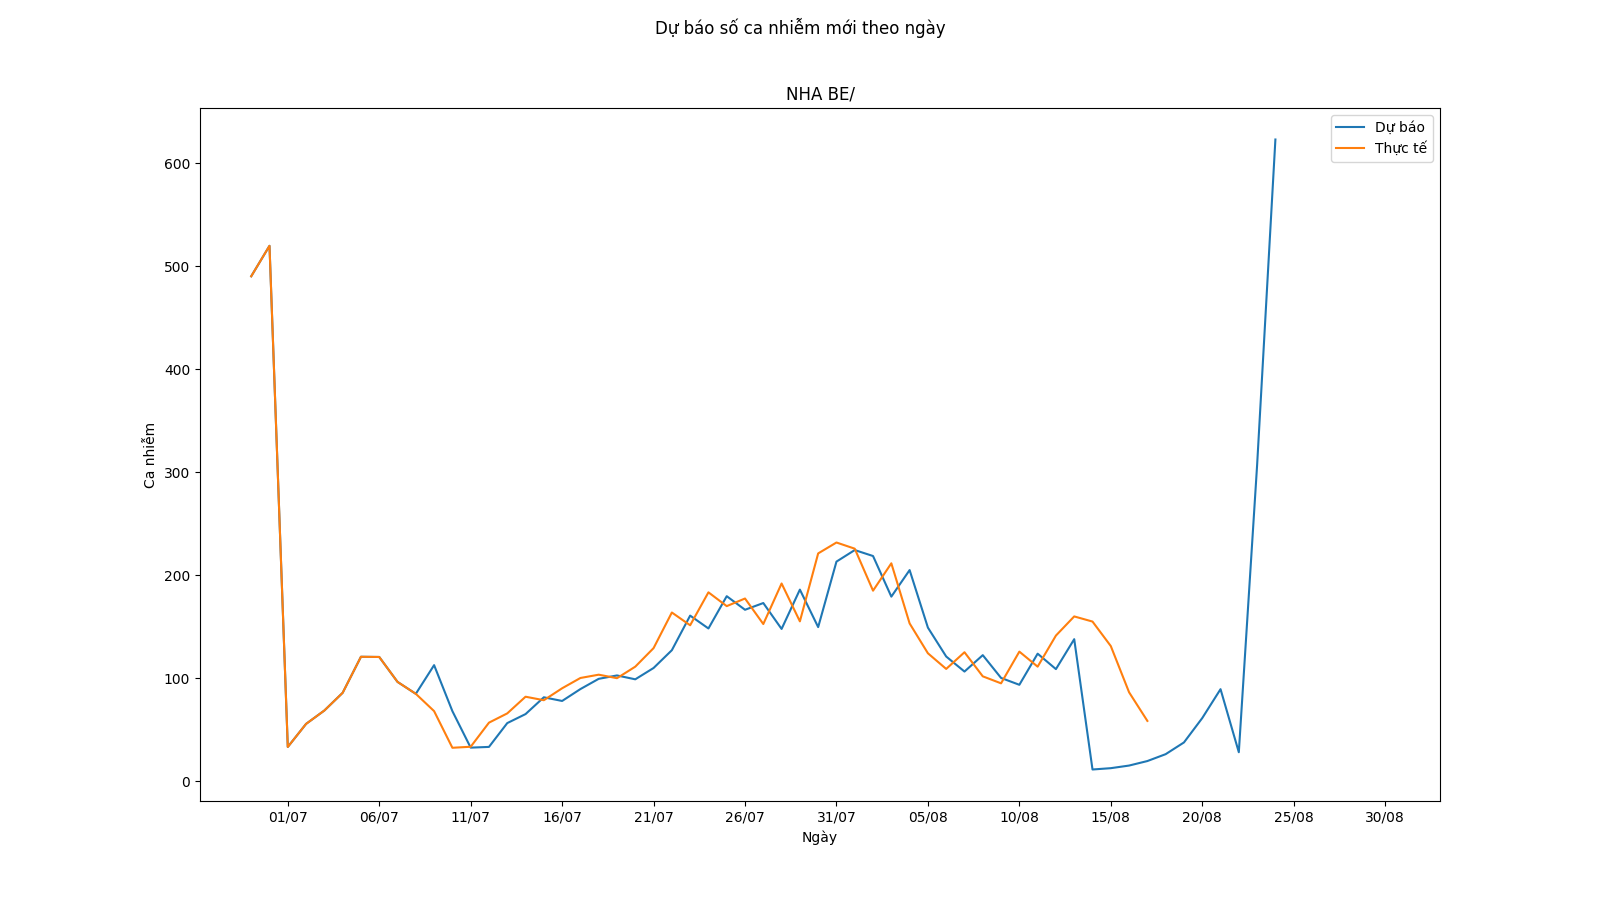 Dự báo số ca nhiễm mới theo ngày
NHA BE/
Dự báo
Thực tế
600
500
400
300
200
100
0
Ca nhiễm
01/07 06/07 11/07 16/07 21/07 26/07 31/07 05/08 10/08 15/08 20/08 25/08 30/08
Ngày